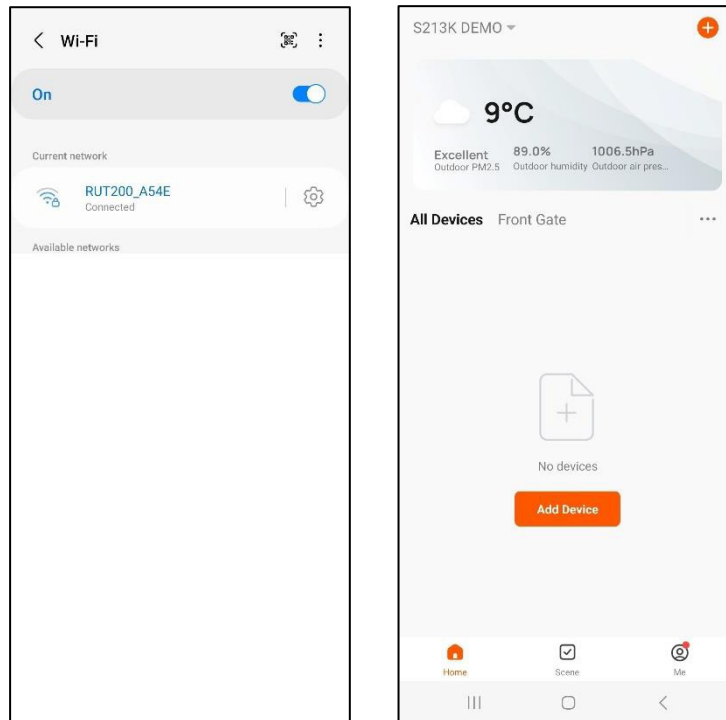 Wi-Fi
On
Current network
RUT200_A54E
Connected
Available networks
S213K DEMO
9°C
Excellent 89.0% 1006.5hPa
Outdoor PM2.5 Outdoor humidity Outdoor air pres...
All Devices Front Gate
No devices
Add Device
Home Scene Me